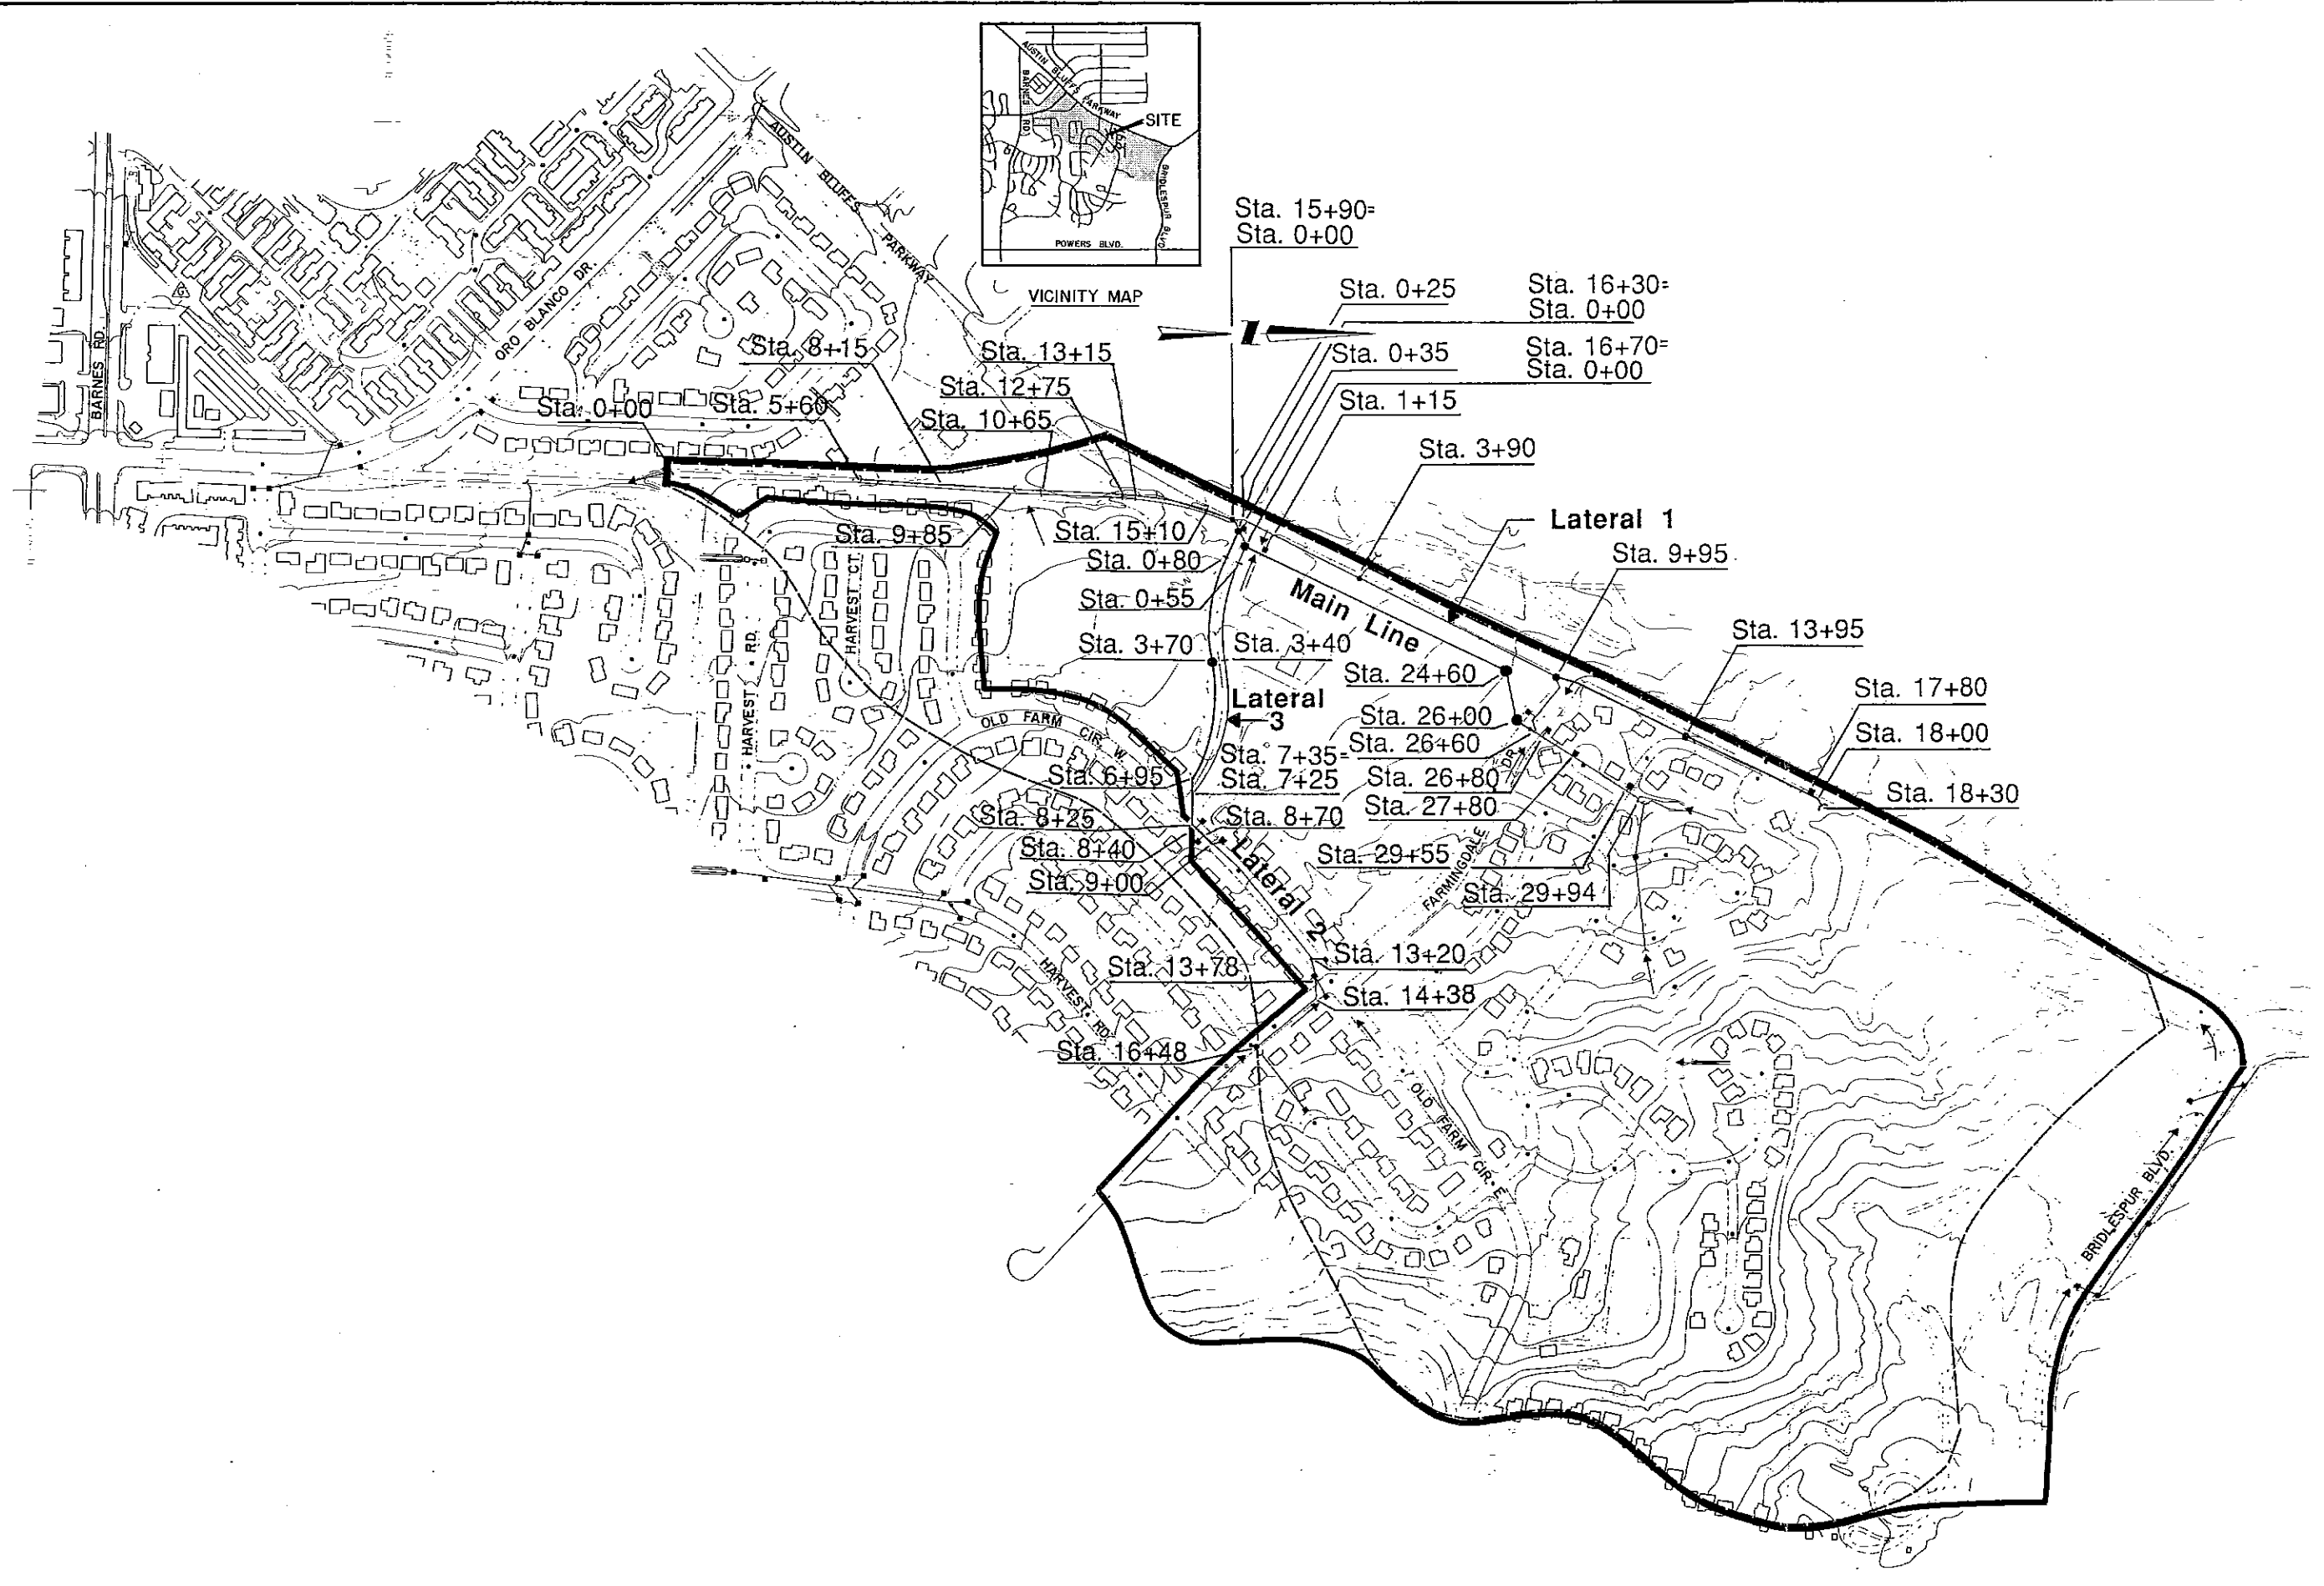 AUSTIN BLUFFS PARKWAY
BARNES
RD.
SITE
BRIDLESPUR BLVD.
POWERS BLVD.
VICINITY MAP
AUSTIN BLUFFS PARKWAY
BARNES RD.
ORO BLANCO DR.
Sta. 15+90=
Sta. 0+00
Sta. 0+25
Sta. 16+30=
Sta. 0+00
Sta. 0+35
Sta. 16+70=
Sta. 0+00
Sta. 1+15
Sta. 3+90
Sta. 8+15
Sta. 13+15
Sta. 12+75
Sta. 0+00
Sta. 5+60
Sta. 10+65
Sta. 9+85
Sta. 15+10
Sta. 0+80
Sta. 0+55
Lateral 1
Sta. 9+95
Main Line
Sta. 13+95
Sta. 3+70
Sta. 3+40
Sta. 24+60
Sta. 17+80
Lateral
3
Sta. 26+00
Sta. 18+00
Sta. 7+35=
Sta. 7+25
Sta. 26+60
Sta. 6+95
Sta. 26+80
Sta. 18+30
Sta. 27+80
HARVEST RD.
HARVEST CT.
OLD FARM CIR. W.
DR.
FARMINGDALE
Sta. 8+25
Sta. 8+70
Sta. 8+40
Sta. 9+00
Lateral 2
Sta. 29+55
Sta. 29+94
Sta. 13+20
Sta. 13+78
Sta. 14+38
HARVEST RD.
Sta. 16+48
OLD FARM CIR. E.
BRIDLESPUR BLVD.